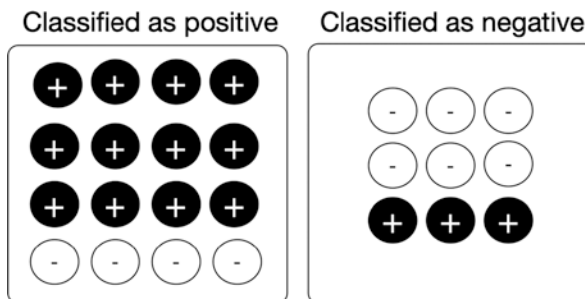 Classified as positive Classified as negative
+ + + +
- - -
+ + + +
- - -
+ + + +
+ + +
- - - -